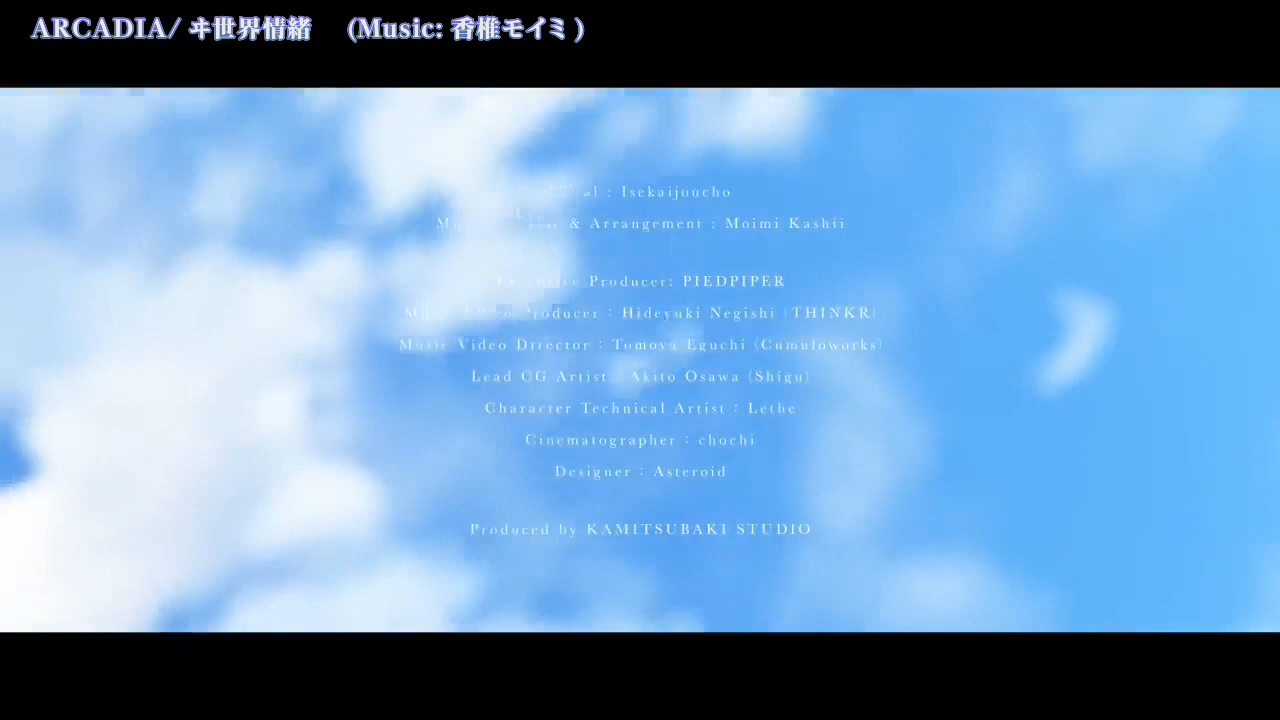 ARCADIA/ ヰ世界情緒 (Music: 香椎モイミ)
: Isekaijoucho
& Arrangement : Moimi Kashii
Producer: PIEDPIPER
Producer : Hideyuki Negishi (THINKR)
Music Video Director : Tomoya Eguchi (Cumuloworks)
Lead CG Artist : Akito Osawa (Shigu)
Character Technical Artist : Lethe
Cinematographer : chochi
Designer : Asteroid
Produced by KAMITSUBAKI STUDIO